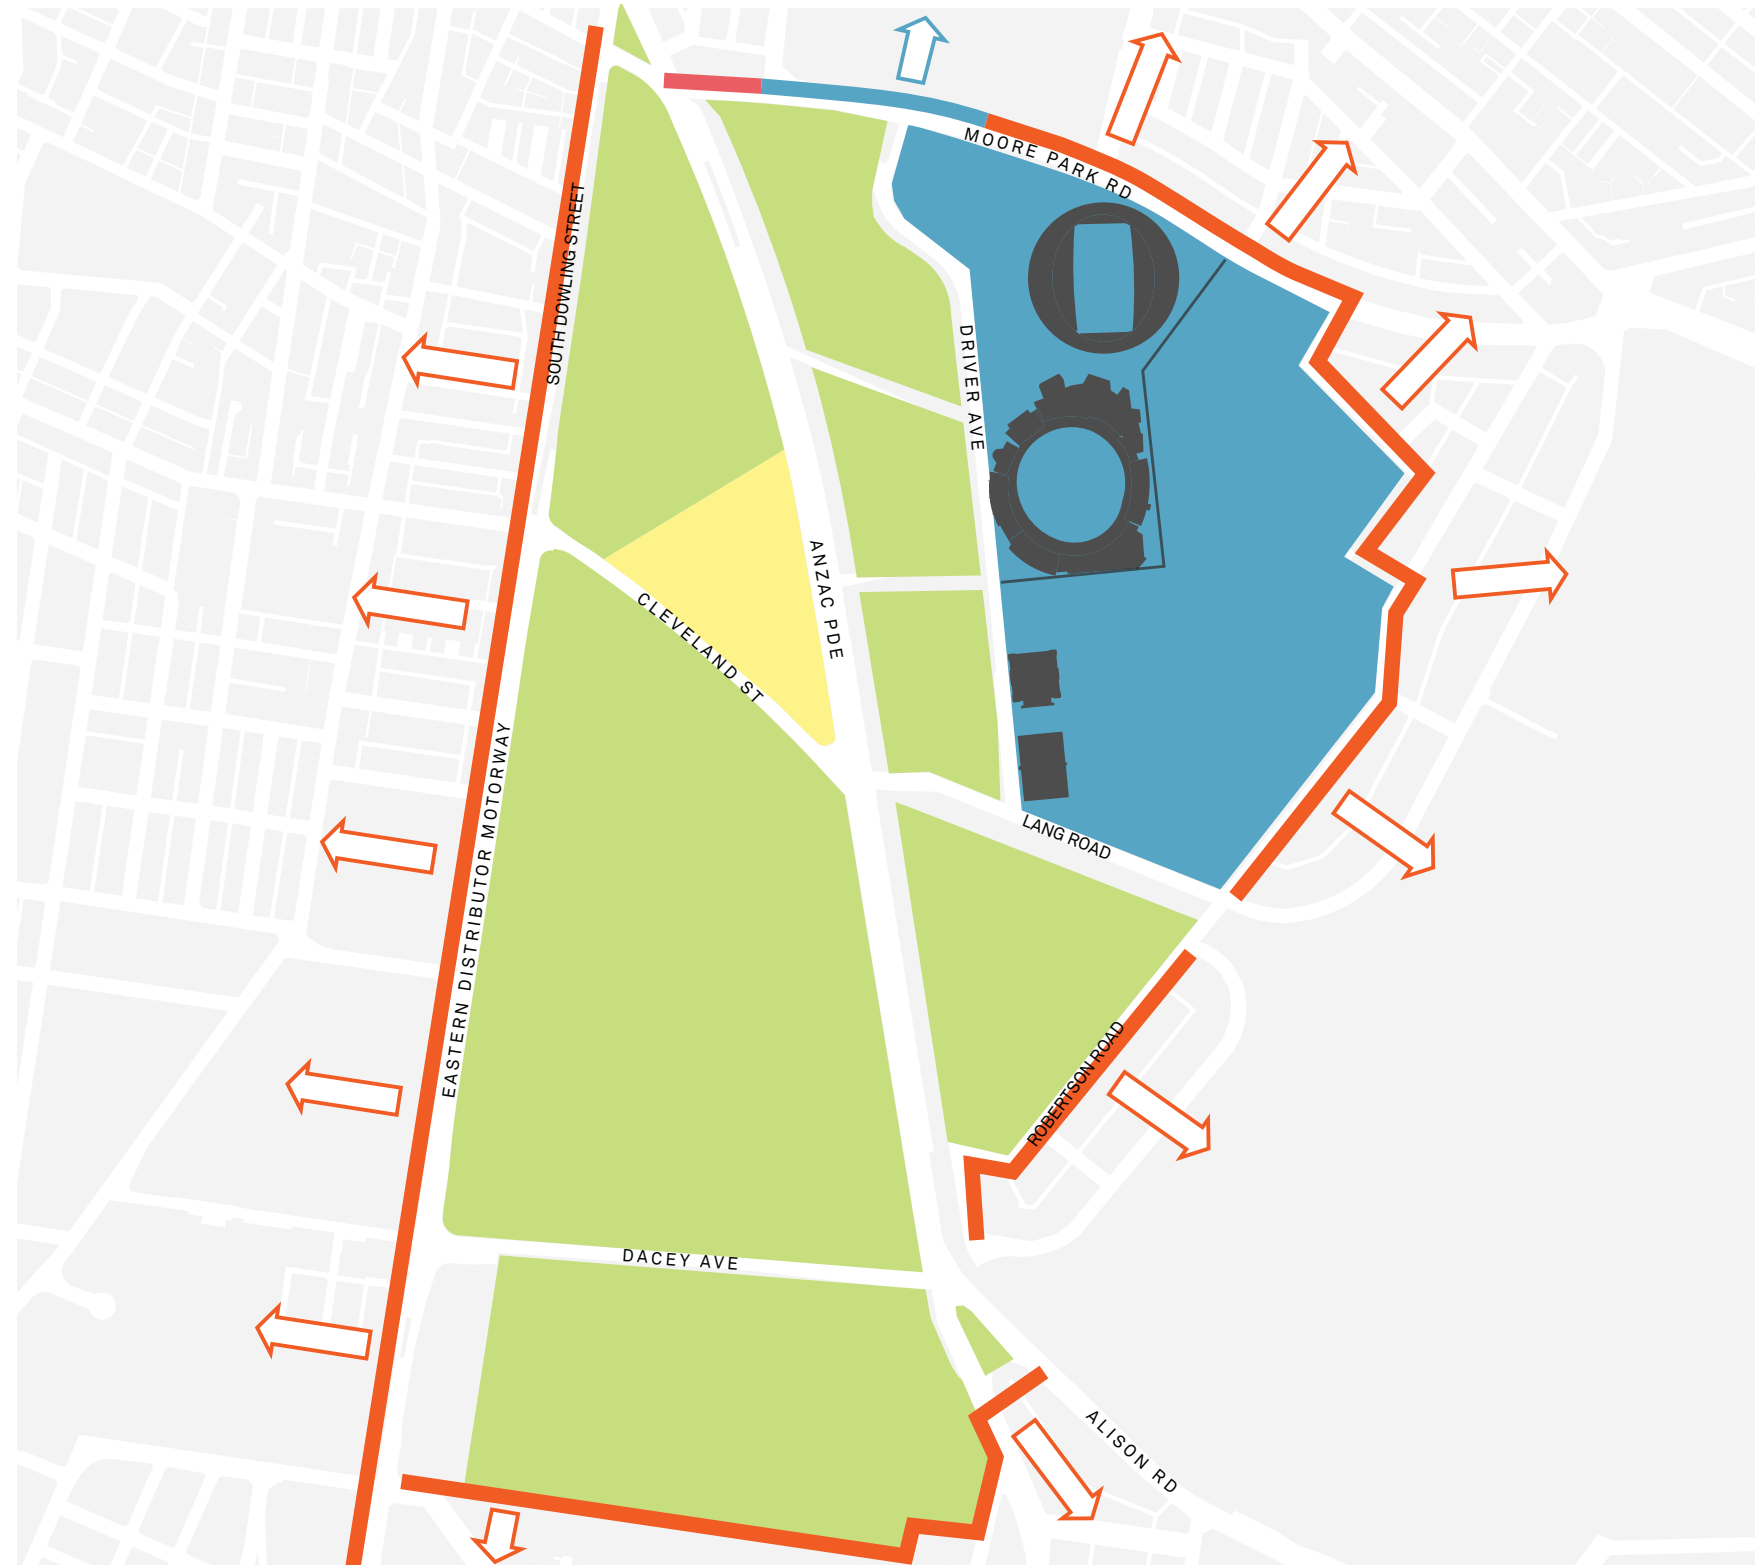 MOORE PARK RD
SOUTH DOWLING STREET
DRIVER AVE
ANZAC PDE
CLEVELAND ST
EASTERN DISTRIBUTOR MOTORWAY
LANG ROAD
ROBERTSON ROAD
DACEY AVE
ALISON RD